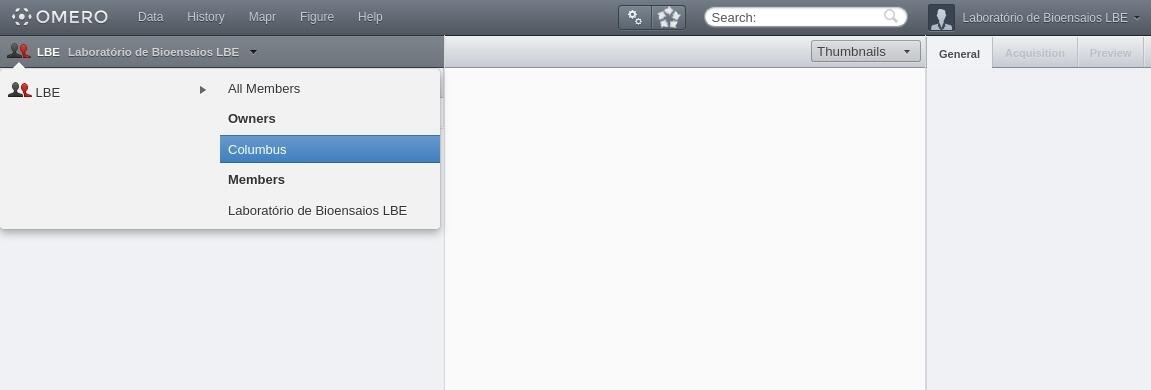 OMERO Data History Mapr Figure Help Search: Laboratório de Bioensaios LBE
LBE Laboratório de Bioensaios LBE Thumbnails General Acquisition Preview
LBE All Members
Owners
Columbus
Members
Laboratório de Bioensaios LBE